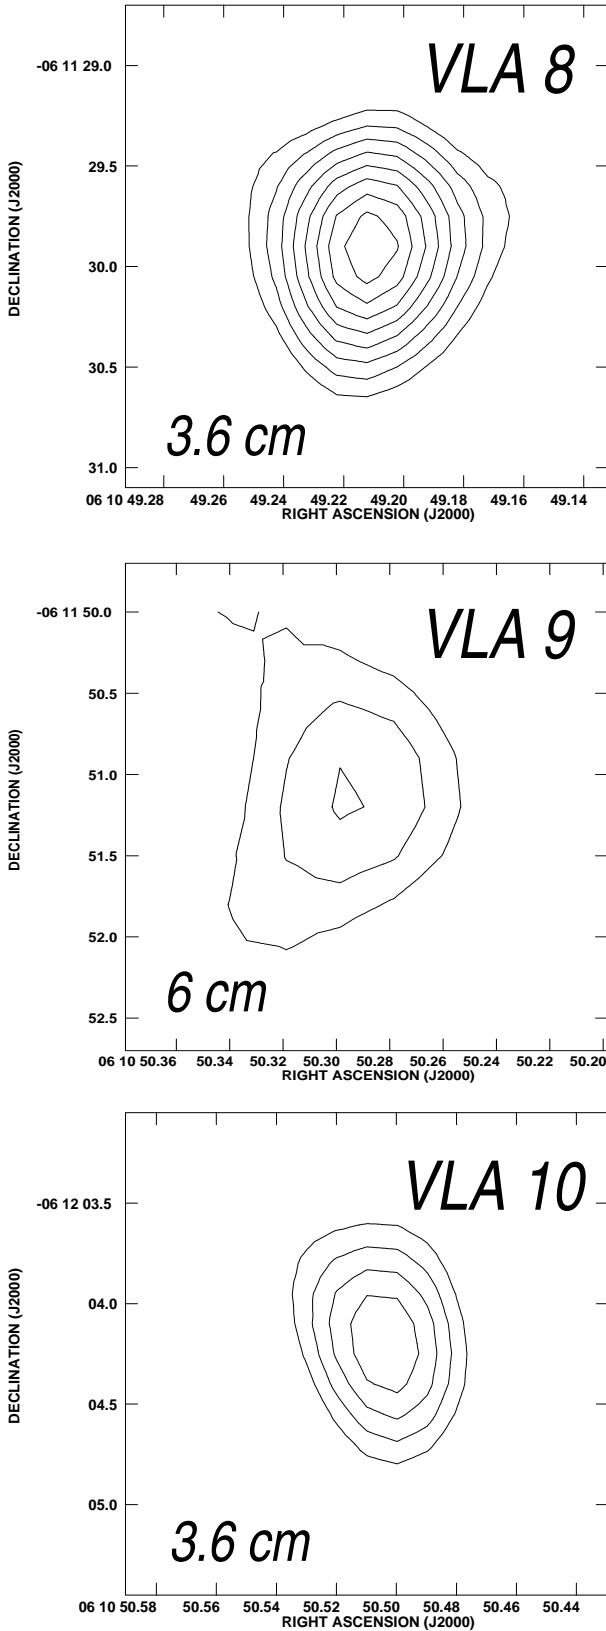 VLA 8
-06 11 29.0
29.5
30.0
30.5
31.0
DECLINATION (J2000)
3.6 cm
06 10 49.28 49.26 49.24 49.22 49.20 49.18 49.16 49.14
RIGHT ASCENSION (J2000)
VLA 9
-06 11 50.0
50.5
51.0
51.5
52.0
52.5
DECLINATION (J2000)
6 cm
06 10 50.36 50.34 50.32 50.30 50.28 50.26 50.24 50.22 50.20
RIGHT ASCENSION (J2000)
VLA 10
-06 12 03.5
04.0
04.5
05.0
DECLINATION (J2000)
3.6 cm
06 10 50.58 50.56 50.54 50.52 50.50 50.48 50.46 50.44
RIGHT ASCENSION (J2000)